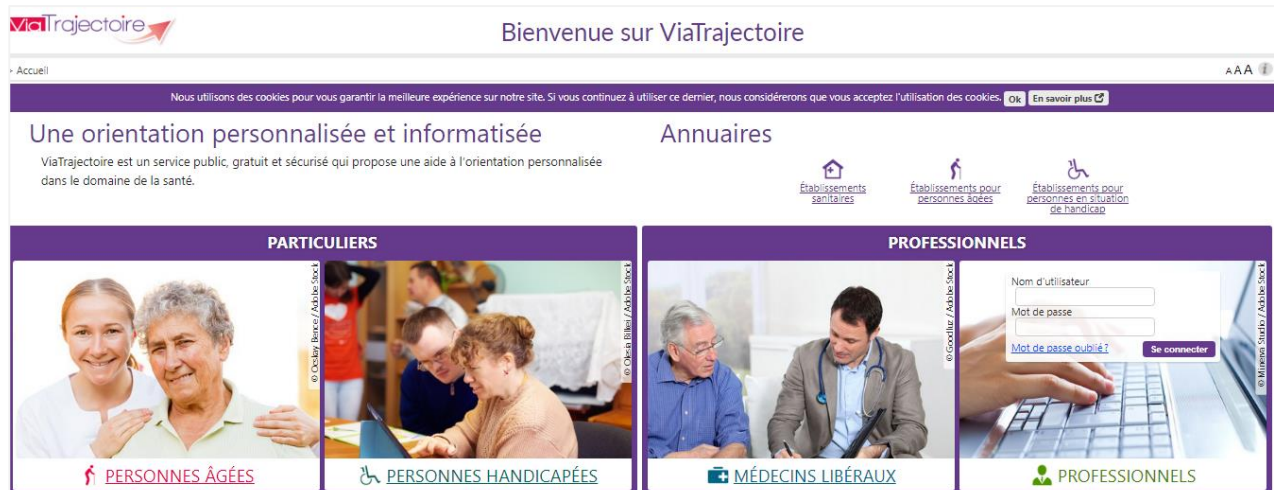 ViaTrajectoire
Bienvenue sur ViaTrajectoire
Accueil
A A A i
Nous utilisons des cookies pour vous garantir la meilleure expérience sur notre site. Si vous continuez à utiliser ce dernier, nous considérerons que vous acceptez l'utilisation des cookies. Ok En savoir plus
Une orientation personnalisée et informatisée
ViaTrajectoire est un service public, gratuit et sécurisé qui propose une aide à l'orientation personnalisée
dans le domaine de la santé.
Annuaires
Établissements
sanitaires
Établissements pour
personnes âgées
Établissements pour
personnes en situation
de handicap
PARTICULIERS
© Ocskay Bence / Adobe Stock
PERSONNES ÂGÉES
© Olesia Bilkei / Adobe Stock
PERSONNES HANDICAPÉES
PROFESSIONNELS
© Goodluz / Adobe Stock
MÉDECINS LIBÉRAUX
Nom d'utilisateur
Mot de passe
Mot de passe oublié ?
Se connecter
© Minerva Studio / Adobe Stock
PROFESSIONNELS